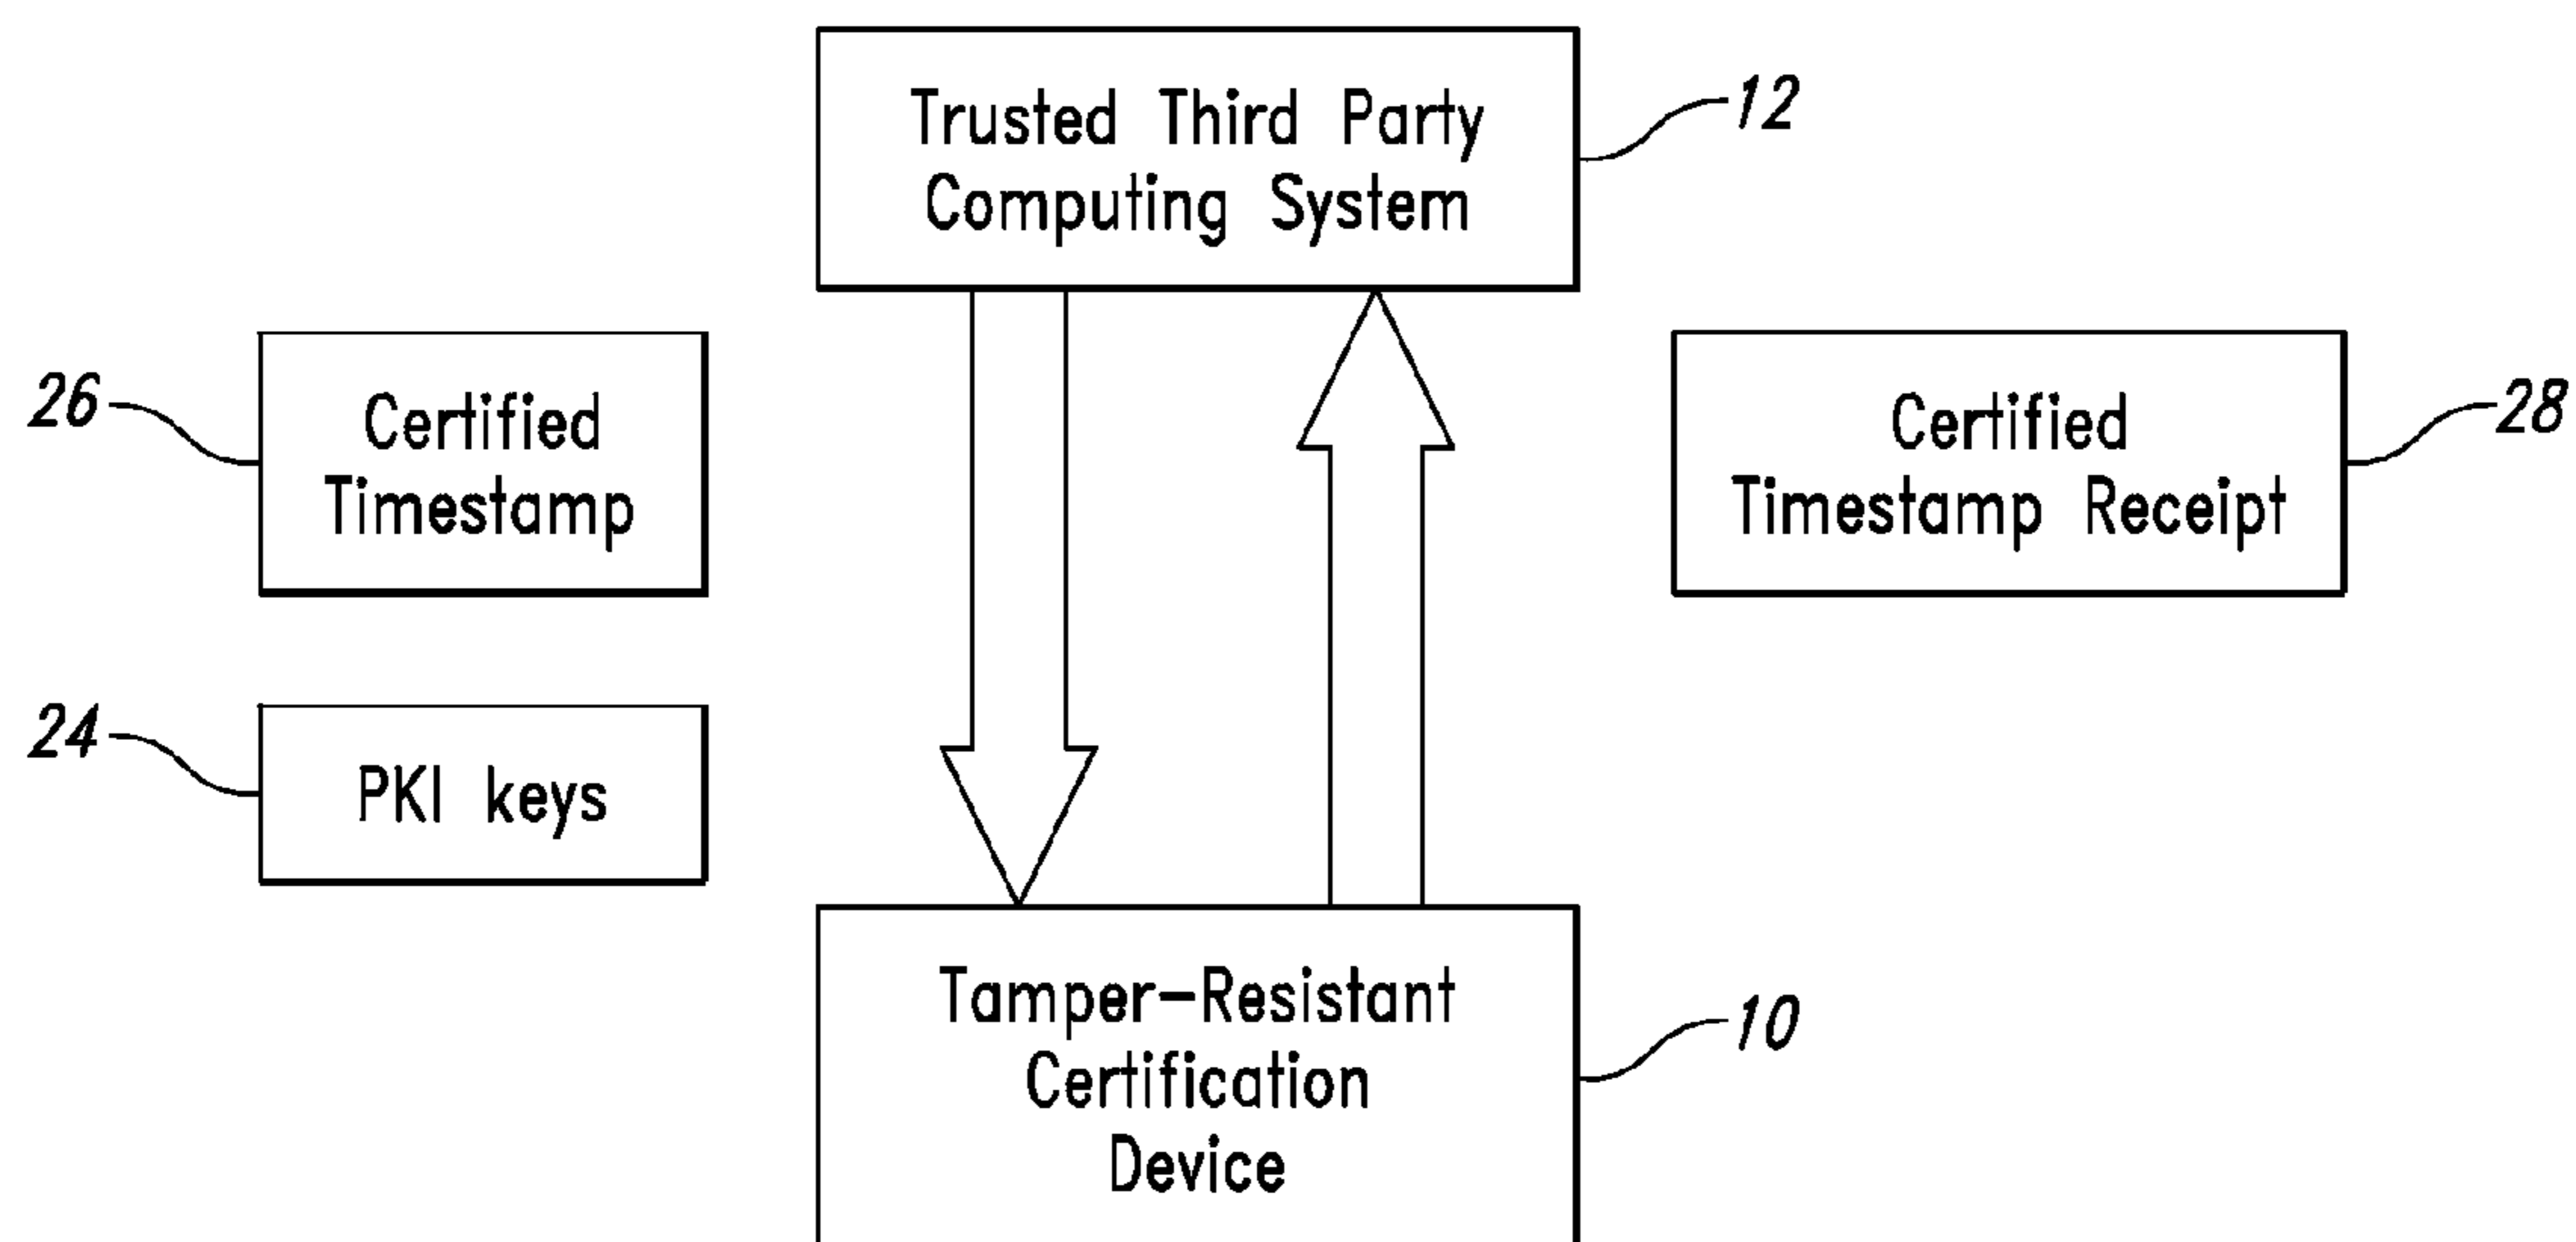 Trusted Third Party
Computing System
12
26
Certified
Timestamp
Certified
Timestamp Receipt
28
24
PKI keys
Tamper-Resistant
Certification
Device
10